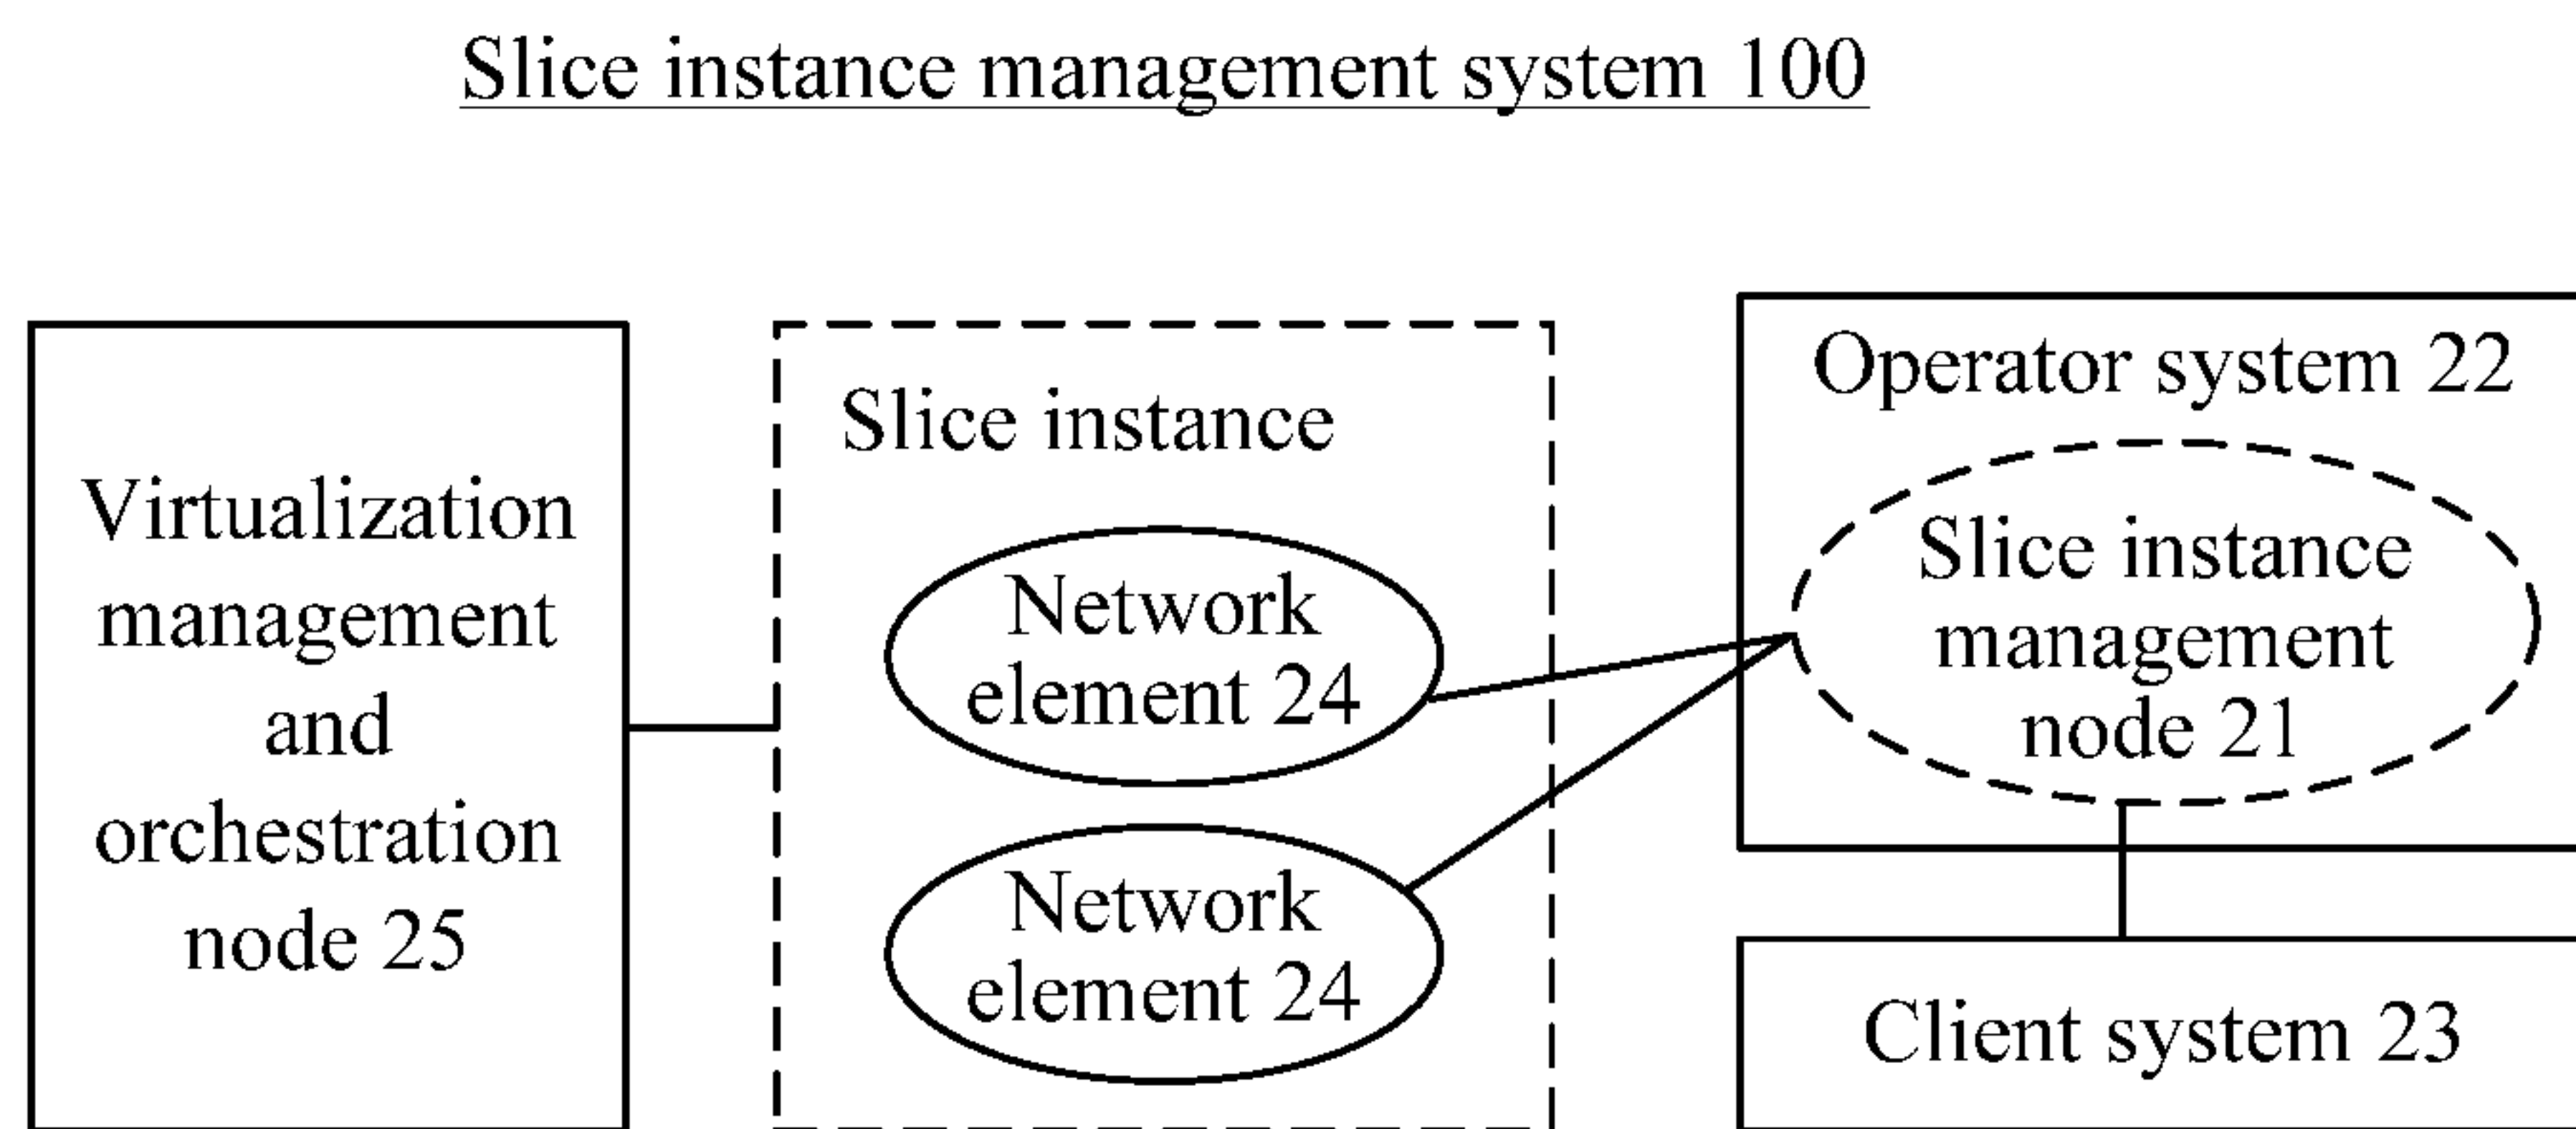 Slice instance management system 100
Virtualization
management
and
orchestration
node 25
Slice instance
Network
element 24
Network
element 24
Operator system 22
Slice instance
management
node 21
Client system 23